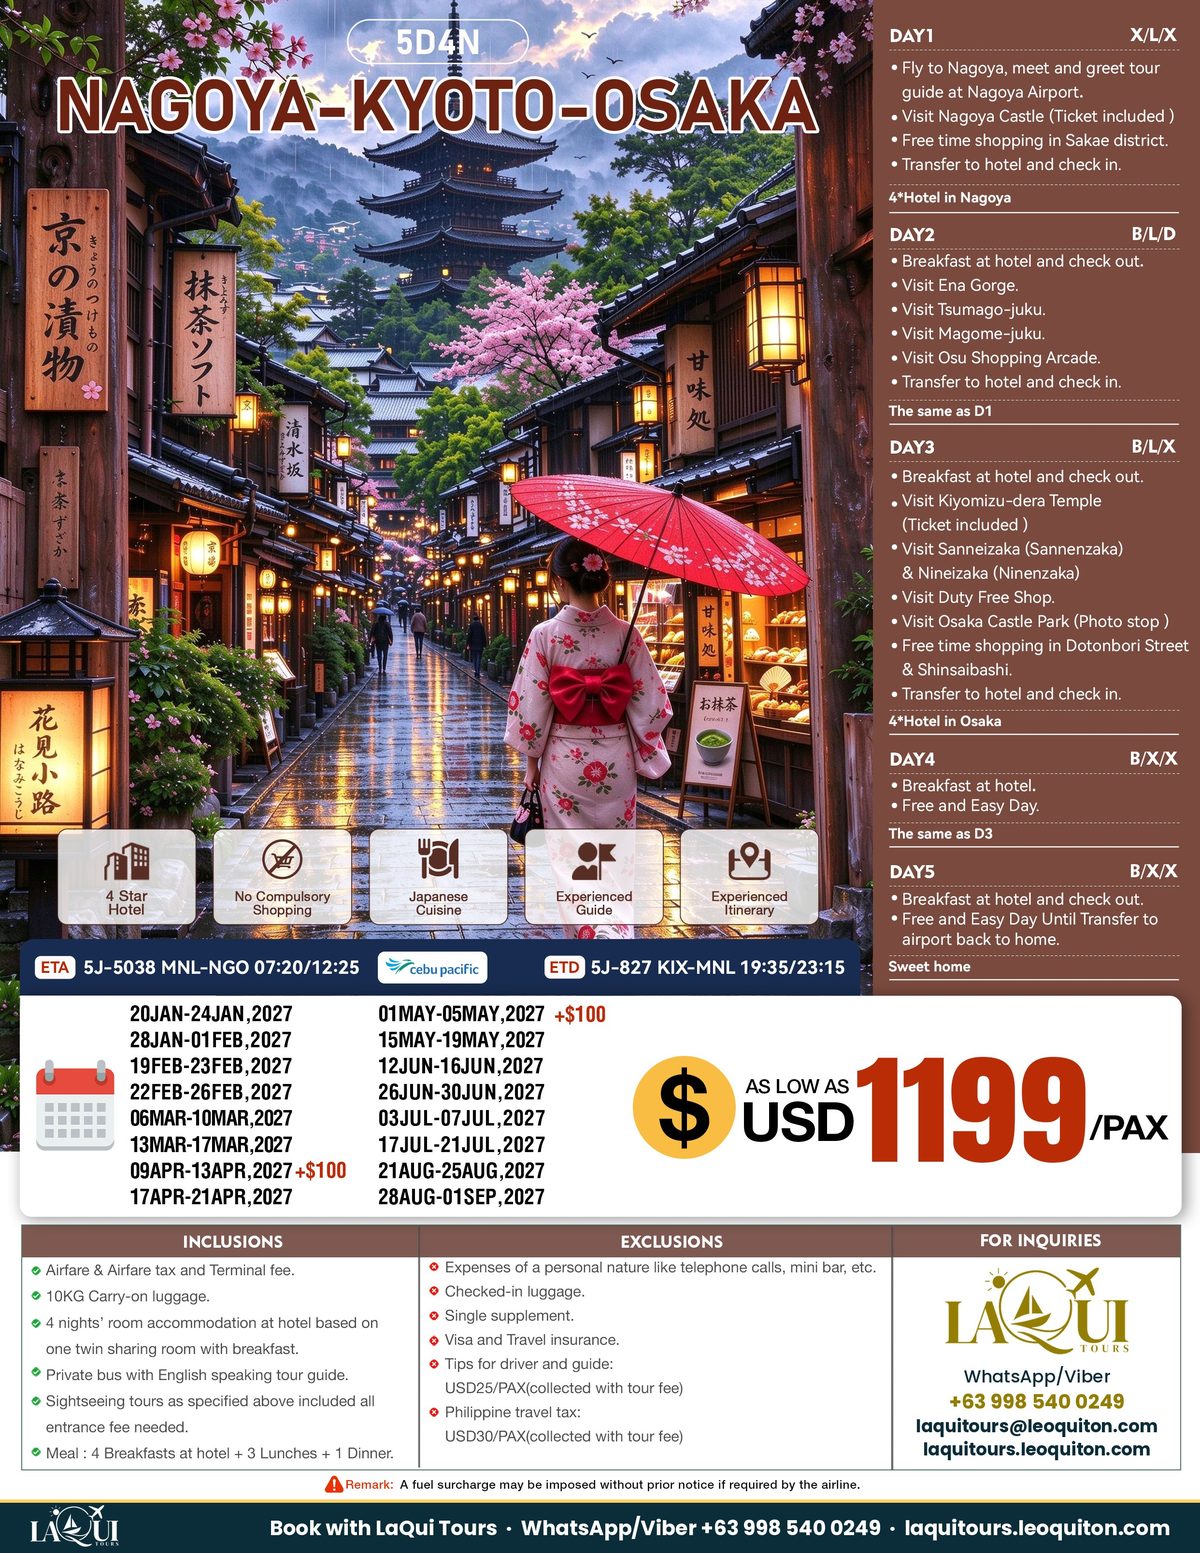 5D4N
NAGOYA-KYOTO-OSAKA
京の漬物
きょうのつけもの
抹茶ソフト
清水坂
甘味処
京
甘味処
お抹茶
花見小路
はなみこうじ
4 Star
Hotel
No Compulsory
Shopping
Japanese
Cuisine
Experienced
Guide
Experienced
Itinerary
DAY1 X/L/X
• Fly to Nagoya, meet and greet tour
guide at Nagoya Airport.
• Visit Nagoya Castle (Ticket included )
• Free time shopping in Sakae district.
• Transfer to hotel and check in.
4*Hotel in Nagoya
DAY2 B/L/D
• Breakfast at hotel and check out.
• Visit Ena Gorge.
• Visit Tsumago-juku.
• Visit Magome-juku.
• Visit Osu Shopping Arcade.
• Transfer to hotel and check in.
The same as D1
DAY3 B/L/X
• Breakfast at hotel and check out.
• Visit Kiyomizu-dera Temple
(Ticket included )
• Visit Sanneizaka (Sannenzaka)
& Nineizaka (Ninenzaka)
• Visit Duty Free Shop.
• Visit Osaka Castle Park (Photo stop )
• Free time shopping in Dotonbori Street
& Shinsaibashi.
• Transfer to hotel and check in.
4*Hotel in Osaka
DAY4 B/X/X
• Breakfast at hotel.
• Free and Easy Day.
The same as D3
DAY5 B/X/X
• Breakfast at hotel and check out.
• Free and Easy Day Until Transfer to
airport back to home.
Sweet home
ETA 5J-5038 MNL-NGO 07:20/12:25
cebu pacific
ETD 5J-827 KIX-MNL 19:35/23:15
20JAN-24JAN,2027
28JAN-01FEB,2027
19FEB-23FEB,2027
22FEB-26FEB,2027
06MAR-10MAR,2027
13MAR-17MAR,2027
09APR-13APR,2027 +$100
17APR-21APR,2027
01MAY-05MAY,2027 +$100
15MAY-19MAY,2027
12JUN-16JUN,2027
26JUN-30JUN,2027
03JUL-07JUL,2027
17JUL-21JUL,2027
21AUG-25AUG,2027
28AUG-01SEP,2027
$
AS LOW AS
USD 1199/PAX
INCLUSIONS
Airfare & Airfare tax and Terminal fee.
10KG Carry-on luggage.
4 nights' room accommodation at hotel based on
one twin sharing room with breakfast.
Private bus with English speaking tour guide.
Sightseeing tours as specified above included all
entrance fee needed.
Meal : 4 Breakfasts at hotel + 3 Lunches + 1 Dinner.
EXCLUSIONS
Expenses of a personal nature like telephone calls, mini bar, etc.
Checked-in luggage.
Single supplement.
Visa and Travel insurance.
Tips for driver and guide:
USD25/PAX(collected with tour fee)
Philippine travel tax:
USD30/PAX(collected with tour fee)
FOR INQUIRIES
LAQUI
TOURS
WhatsApp/Viber
+63 998 540 0249
laquitours@leoquiton.com
laquitours.leoquiton.com
Remark: A fuel surcharge may be imposed without prior notice if required by the airline.
LAQUI
TOURS
Book with LaQui Tours · WhatsApp/Viber +63 998 540 0249 · laquitours.leoquiton.com